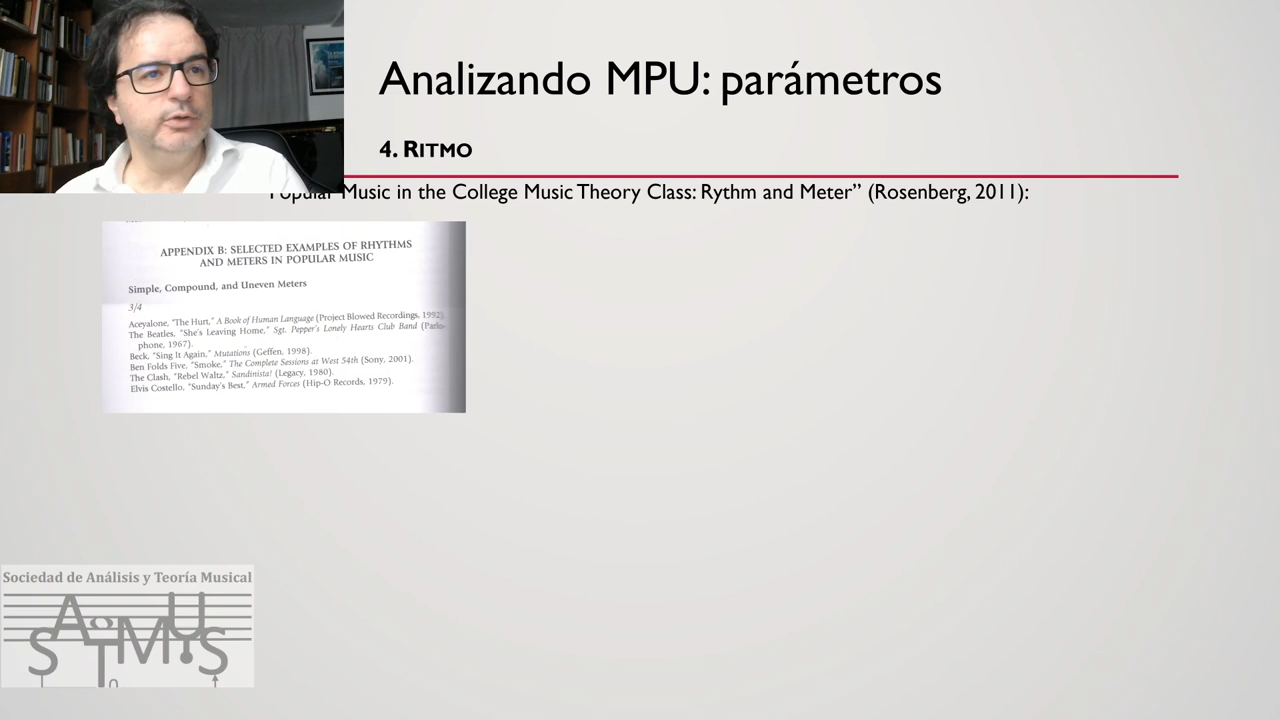 Analizando MPU: parámetros
4. RITMO
Popular Music in the College Music Theory Class: Rythm and Meter” (Rosenberg, 2011):
APPENDIX B: SELECTED EXAMPLES OF RHYTHMS
AND METERS IN POPULAR MUSIC
Simple, Compound, and Uneven Meters
3/4
Aceyalone, "The Hurt," A Book of Human Language (Project Blowed Recordings, 1992).
The Beatles, "She's Leaving Home," Sgt. Pepper's Lonely Hearts Club Band (Parlo-
phone, 1967).
Beck, "Sing It Again," Mutations (Geffen, 1998).
Ben Folds Five, "Smoke," The Complete Sessions at West 54th (Sony, 2001).
The Clash, "Rebel Waltz," Sandinista! (Legacy, 1980).
Elvis Costello, "Sunday's Best," Armed Forces (Hip-O Records, 1979).
Sociedad de Análisis y Teoría Musical
SATMUS